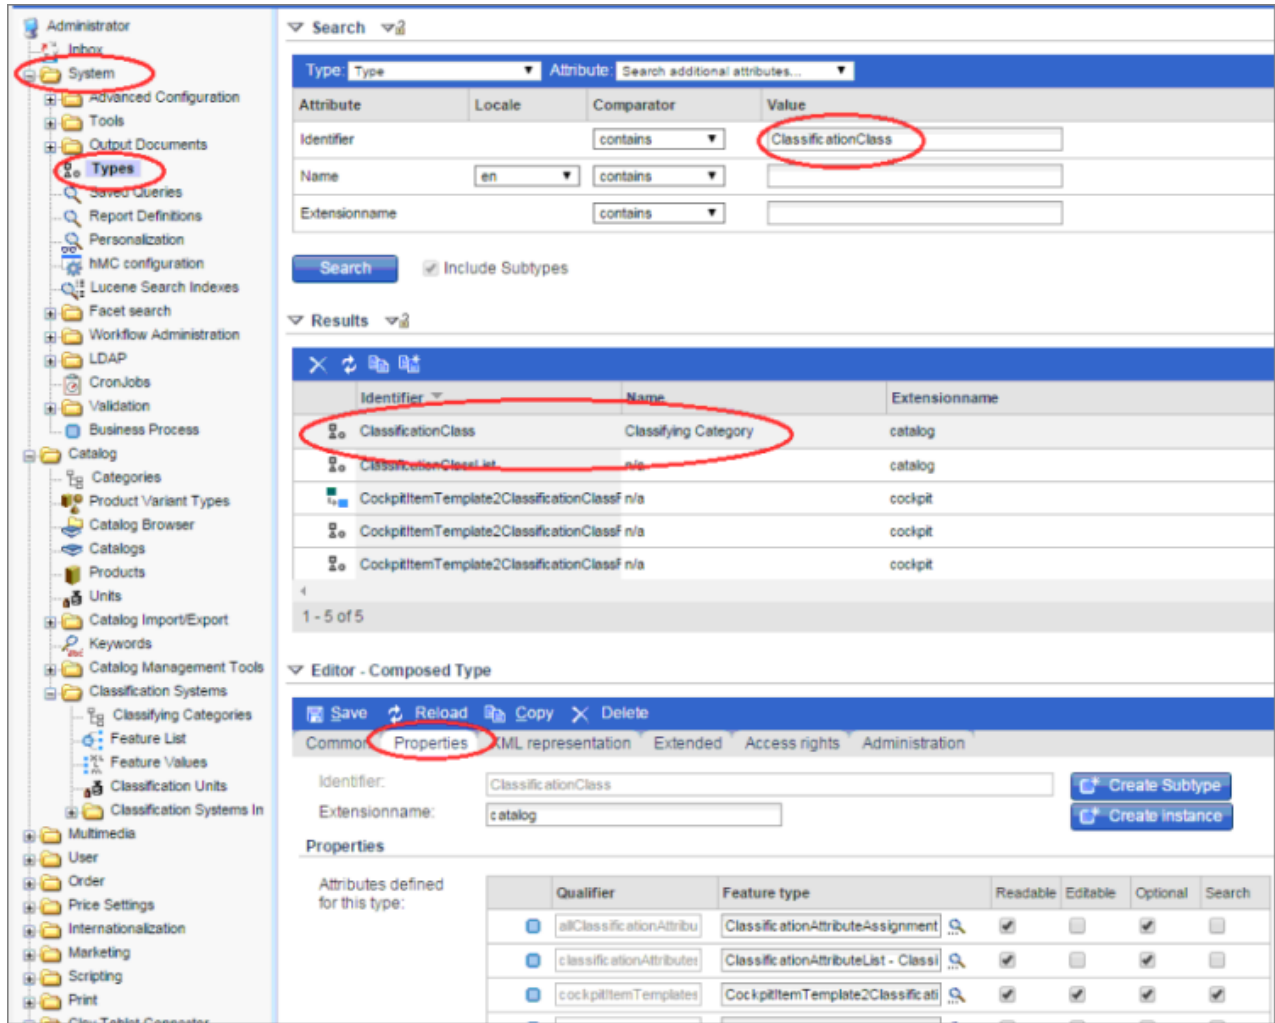 Administrator
Inbox
System
Advanced Configuration
Tools
Output Documents
Types
Saved Queries
Report Definitions
Personalization
hMC configuration
Lucene Search Indexes
Facet search
Workflow Administration
LDAP
CronJobs
Validation
Business Process
Catalog
Categories
Product Variant Types
Catalog Browser
Catalogs
Products
Units
Catalog Import/Export
Keywords
Catalog Management Tools
Classification Systems
Classifying Categories
Feature List
Feature Values
Classification Units
Classification Systems In
Multimedia
User
Order
Price Settings
Internationalization
Marketing
Scripting
Print
Clay Tablet Connector
Search
Type: Type Attribute: Search additional attributes...
Attribute Locale Comparator Value
Identifier contains ClassificationClass
Name en contains
Extensionname contains
Search Include Subtypes
Results
Identifier Name Extensionname
ClassificationClass Classifying Category catalog
ClassificationClassList n/a catalog
CockpitItemTemplate2ClassificationClassF n/a cockpit
CockpitItemTemplate2ClassificationClassF n/a cockpit
CockpitItemTemplate2ClassificationClassF n/a cockpit
1 - 5 of 5
Editor - Composed Type
Save Reload Copy Delete
Common Properties XML representation Extended Access rights Administration
Identifier: ClassificationClass Create Subtype
Extensionname: catalog Create instance
Properties
Attributes defined
for this type:
Qualifier Feature type Readable Editable Optional Search
allClassificationAttribu ClassificationAttributeAssignment
classificationAttributes ClassificationAttributeList - Classi
cockpitItemTemplates CockpitItemTemplate2Classificati